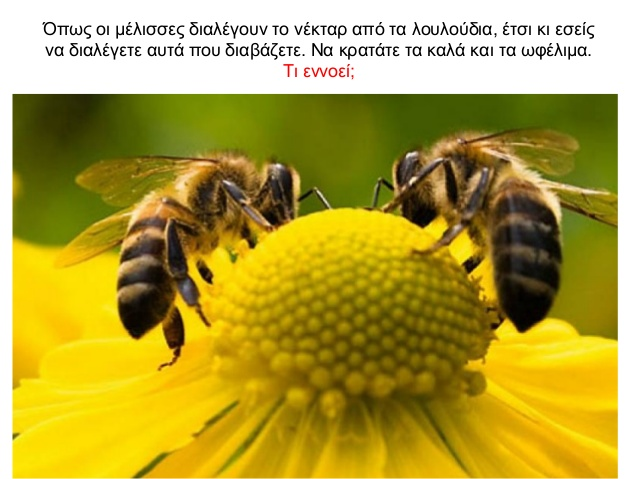 Όπως οι μέλισσες διαλέγουν το νέκταρ από τα λουλούδια, έτσι κι εσείς
να διαλέγετε αυτά που διαβάζετε. Να κρατάτε τα καλά και τα ωφέλιμα.
Τι εννοεί;